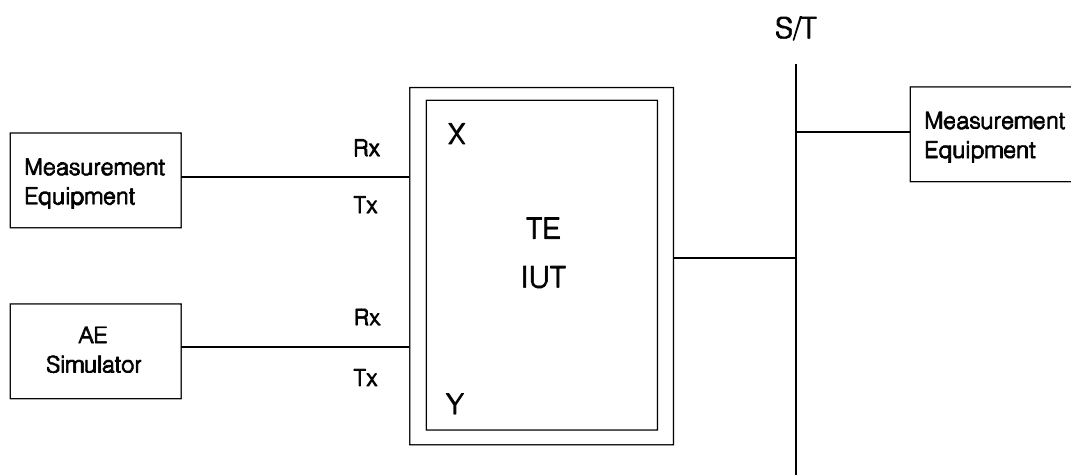 S/T
Measurement
Equipment
Rx
Tx
X
TE
IUT
Measurement
Equipment
AE
Simulator
Rx
Tx
Y